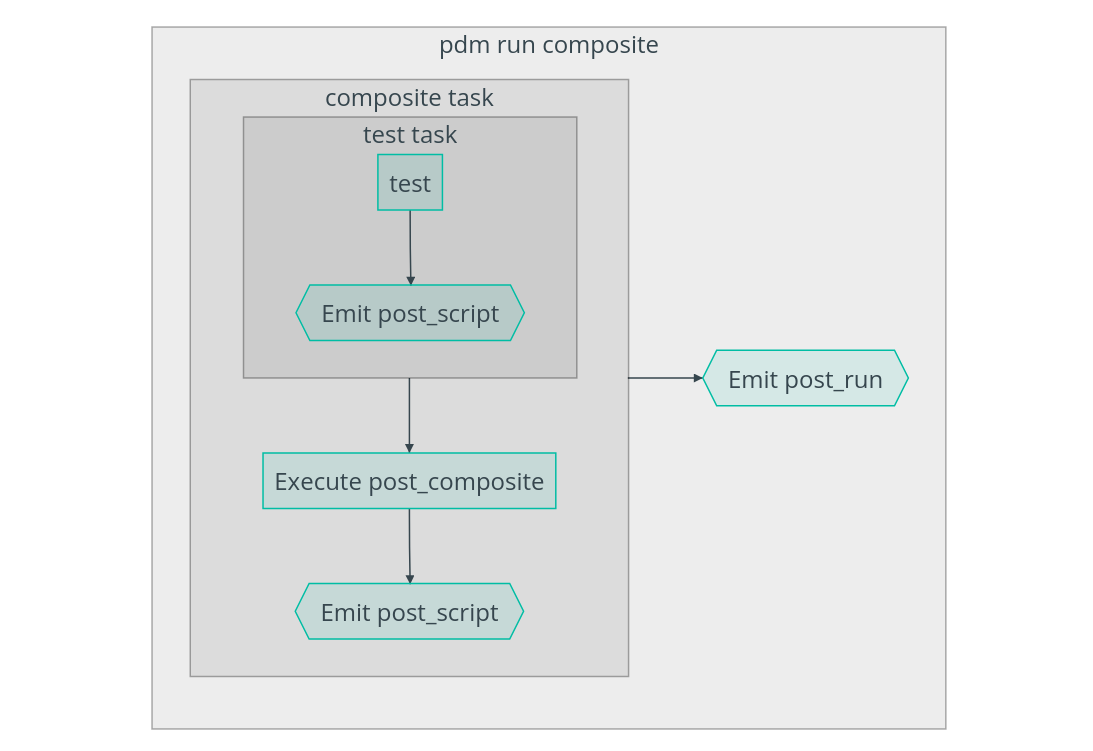 pdm run composite
composite task
test task
test
Emit post_script
Execute post_composite
Emit post_script
Emit post_run